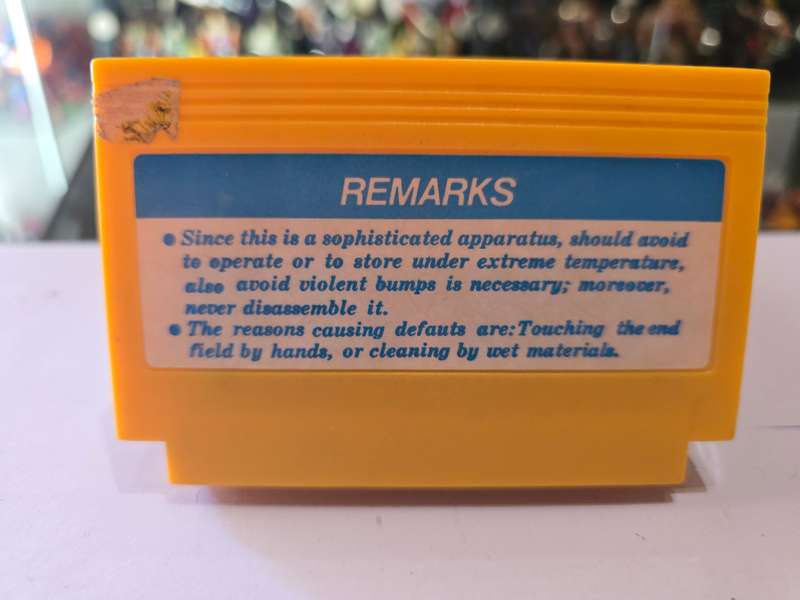 REMARKS
● Since this is a sophisticated apparatus, should avoid
to operate or to store under extreme temperature,
also avoid violent bumps is necessary; moreover,
never disassemble it.
● The reasons causing defauts are:Touching the end
field by hands, or cleaning by wet materials.